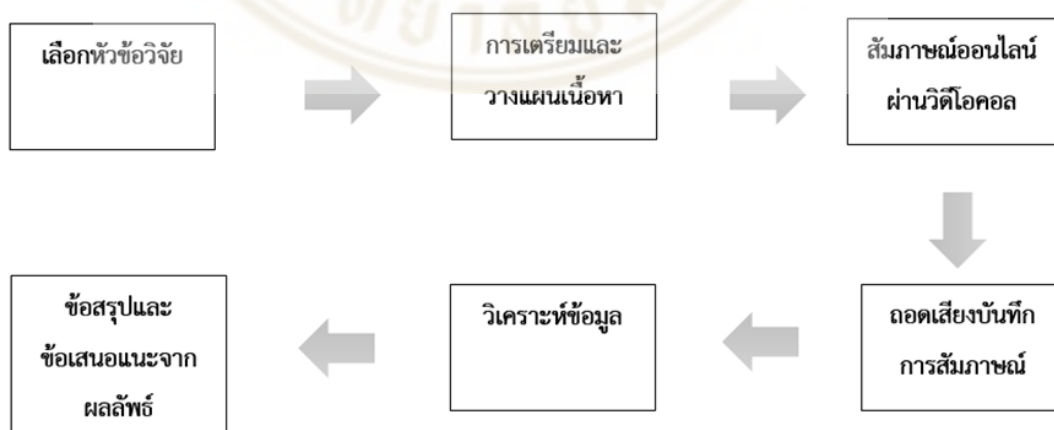 เลือกหัวข้อวิจัย
การเตรียมและ
วางแผนเนื้อหา
สัมภาษณ์ออนไลน์
ผ่านวิดีโอคอล
ถอดเสียงบันทึก
การสัมภาษณ์
วิเคราะห์ข้อมูล
ข้อสรุปและ
ข้อเสนอแนะจาก
ผลลัพธ์